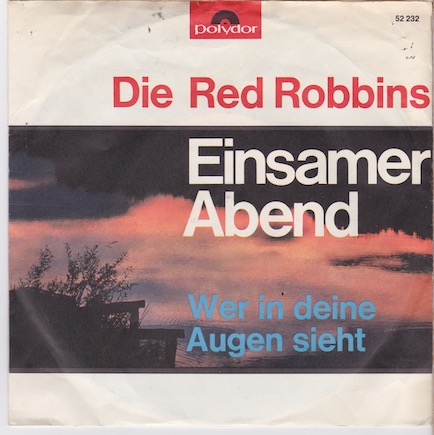 polydor
52 232
Die Red Robbins
Einsamer
Abend
Wer in deine
Augen sieht